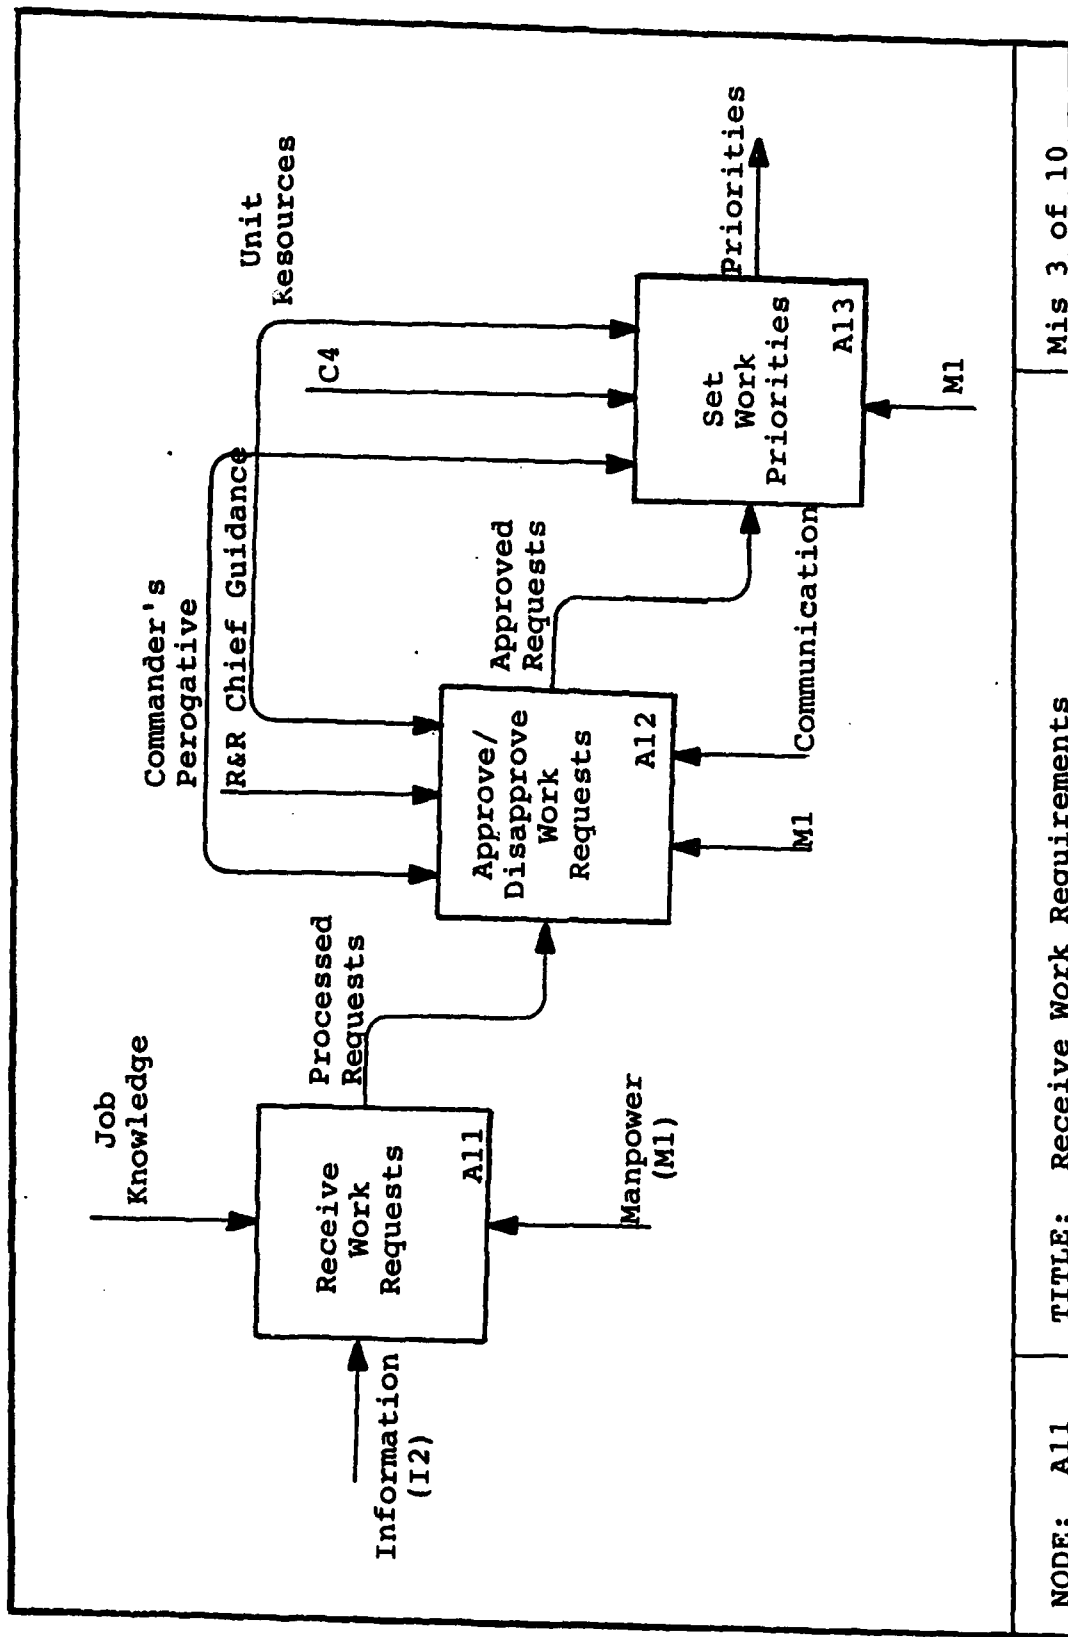 Job
Knowledge
Information
(I2)
Receive
Work
Requests
A11
Manpower
(M1)
Processed
Requests
Commander's
Perogative
R&R Chief Guidance
Unit
Resources
C4
Approve/
Disapprove
Work
Requests
A12
M1
Communication
Approved
Requests
Set
Work
Priorities
A13
M1
Priorities
NODE: A11
TITLE: Receive Work Requirements
Mis 3 of 10